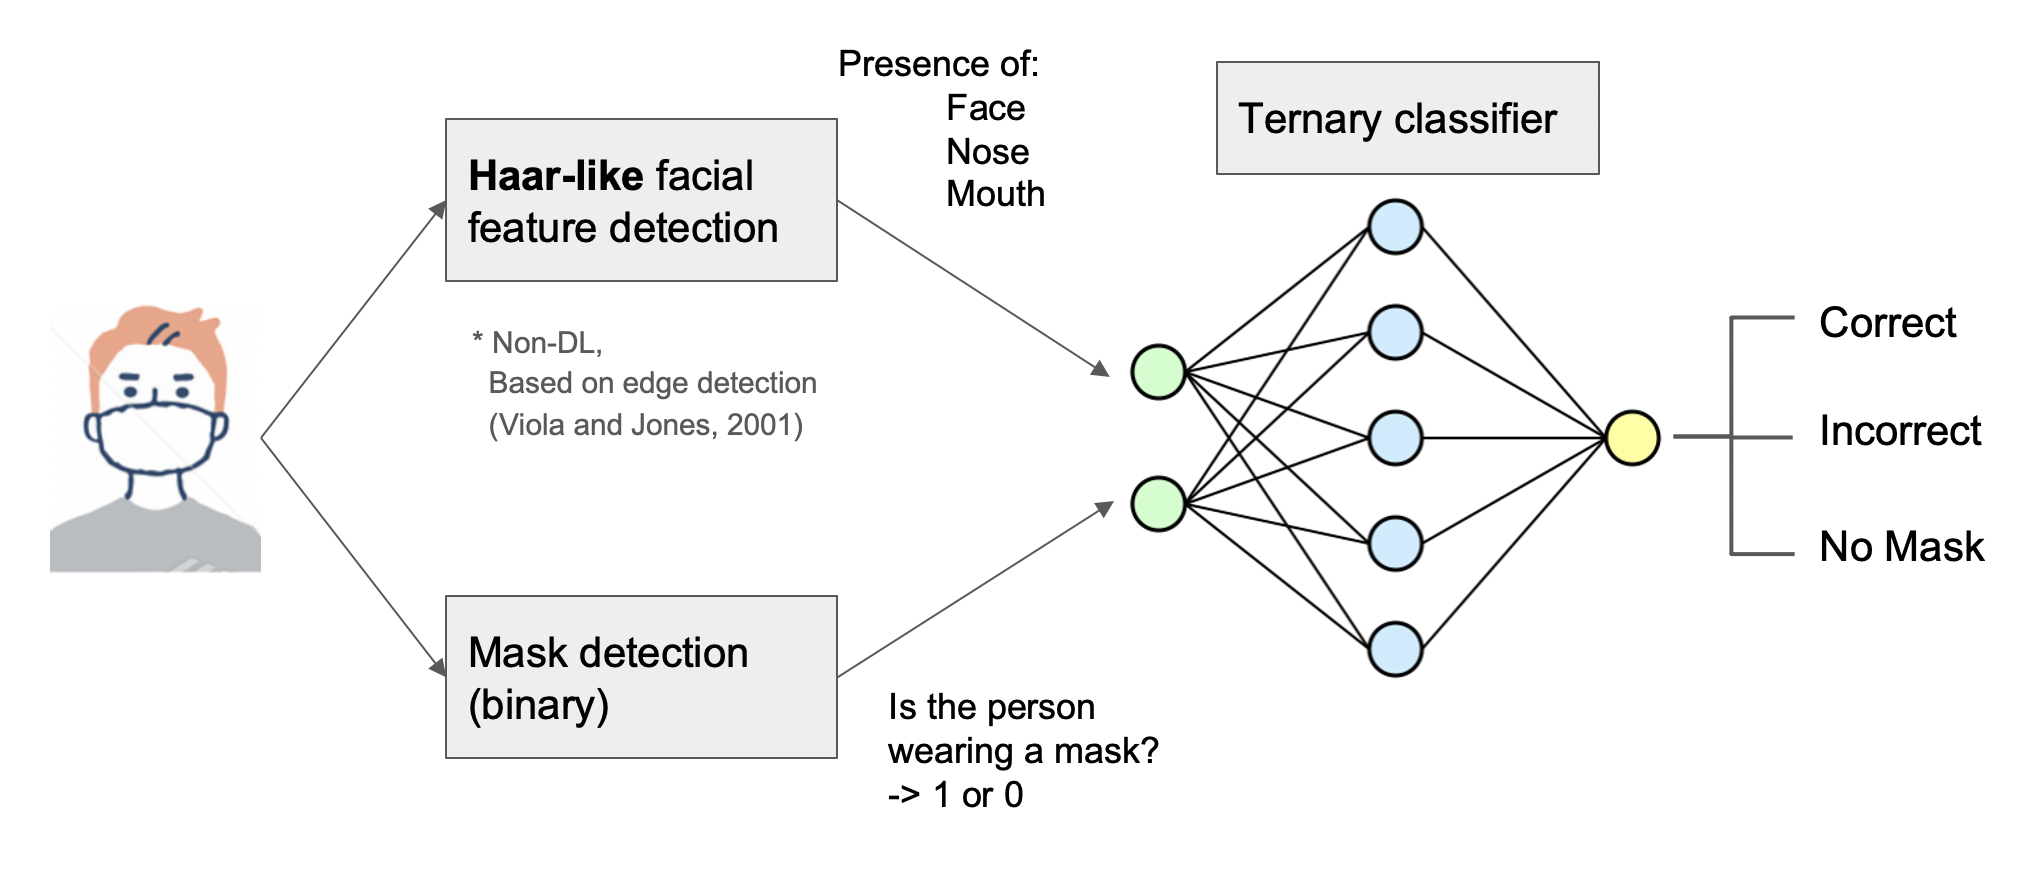 Presence of:
Face
Nose
Mouth
Ternary classifier
Haar-like facial
feature detection
* Non-DL,
Based on edge detection
(Viola and Jones, 2001)
Correct
Incorrect
No Mask
Mask detection
(binary)
Is the person
wearing a mask?
-> 1 or 0